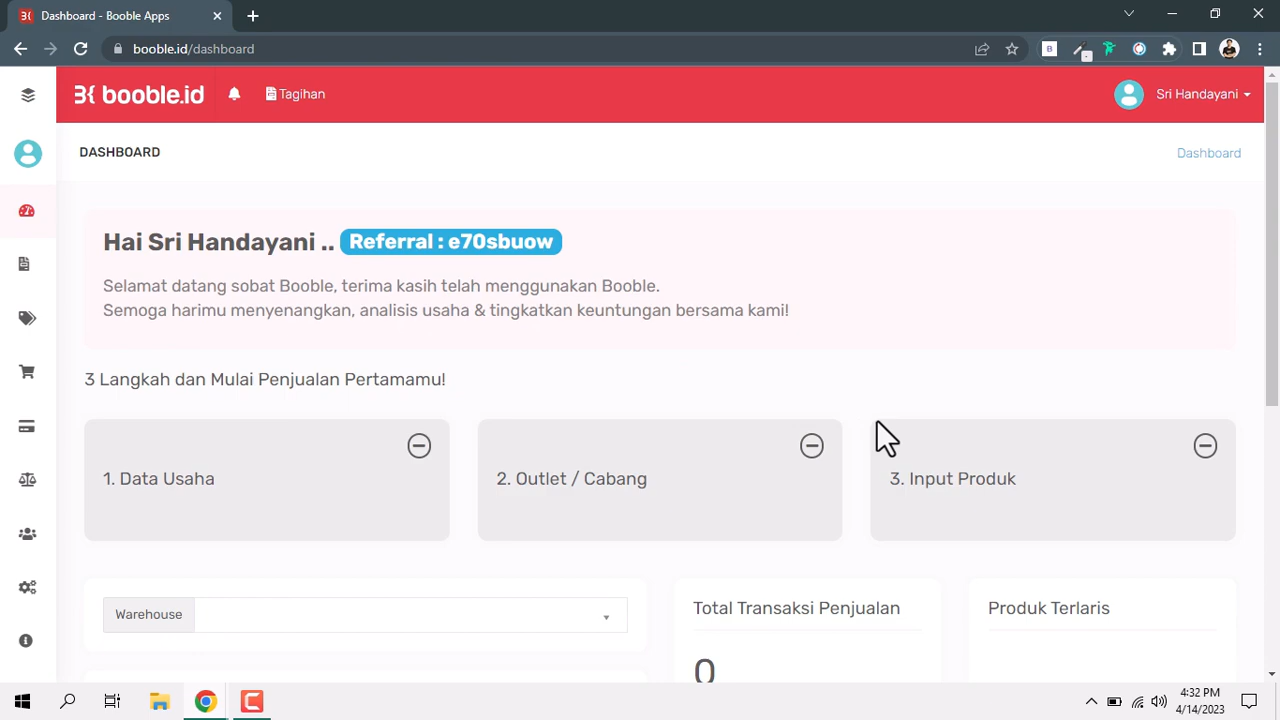 Dashboard - Booble Apps
booble.id/dashboard
booble.id
Tagihan
Sri Handayani
DASHBOARD
Dashboard
Hai Sri Handayani .. Referral : e70sbuow
Selamat datang sobat Booble, terima kasih telah menggunakan Booble.
Semoga harimu menyenangkan, analisis usaha & tingkatkan keuntungan bersama kami!
3 Langkah dan Mulai Penjualan Pertamamu!
1. Data Usaha
2. Outlet / Cabang
3. Input Produk
Warehouse
Total Transaksi Penjualan
0
Produk Terlaris
4:32 PM
4/14/2023